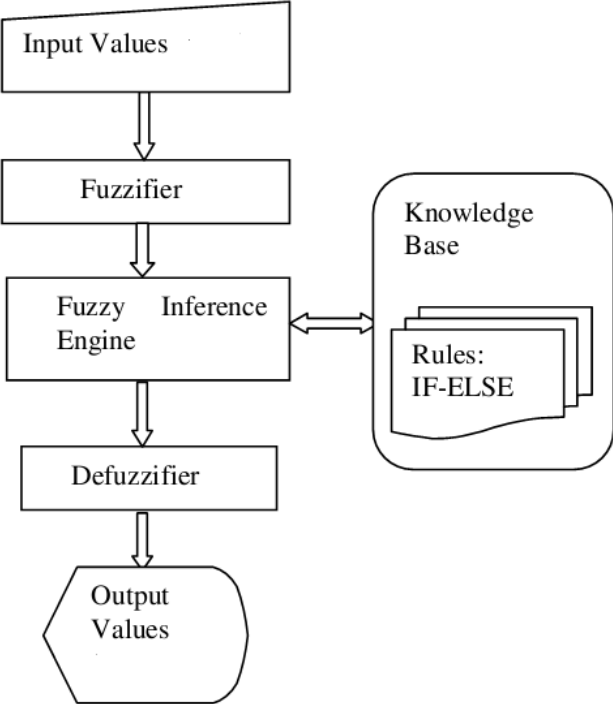 Input Values
Fuzzifier
Fuzzy Inference
Engine
Defuzzifier
Output
Values
Knowledge
Base
Rules:
IF-ELSE